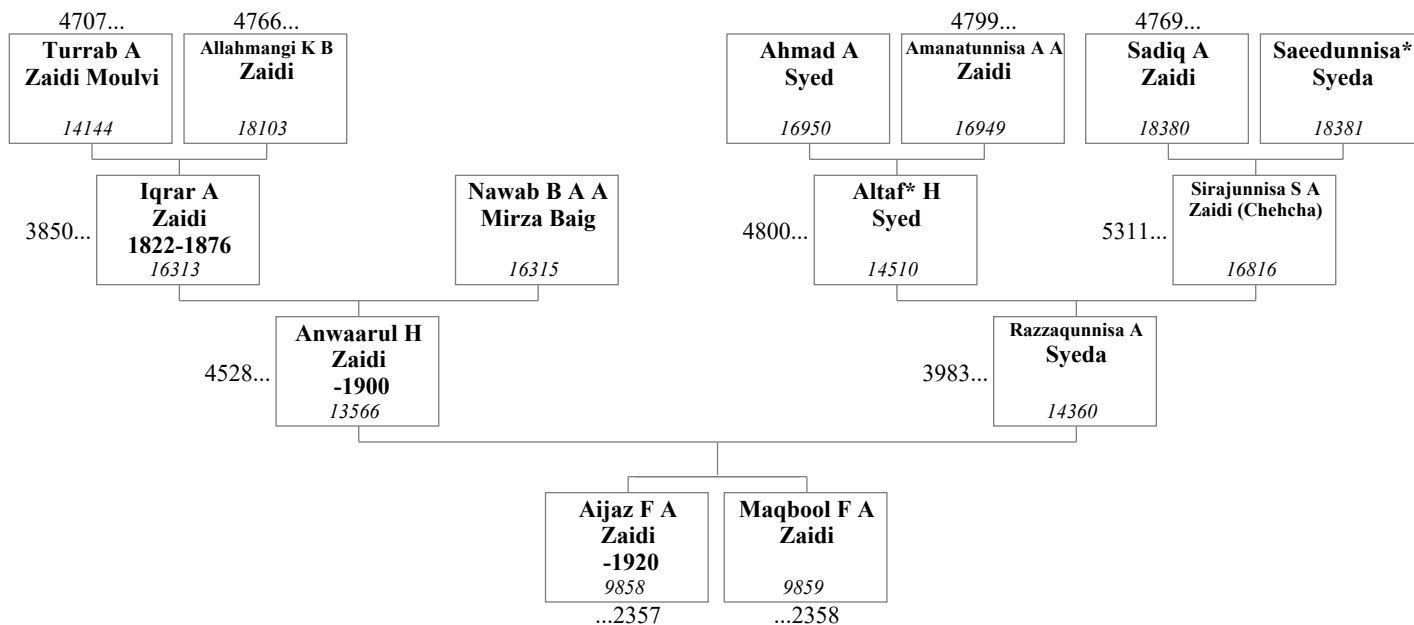 4707...
Turrab A
Zaidi Moulvi
14144
4766...
Allahmangi K B
Zaidi
18103
Ahmad A
Syed
16950
4799...
Amanatunnisa A A
Zaidi
16949
4769...
Sadiq A
Zaidi
18380
Saeedunnisa*
Syeda
18381
3850...
Iqrar A
Zaidi
1822-1876
16313
Nawab B A A
Mirza Baig
16315
4800...
Altaf* H
Syed
14510
5311...
Sirajunnisa S A
Zaidi (Chehcha)
16816
4528...
Anwaarul H
Zaidi
-1900
13566
3983...
Razzaqunnisa A
Syeda
14360
Aijaz F A
Zaidi
-1920
9858
...2357
Maqbool F A
Zaidi
9859
...2358